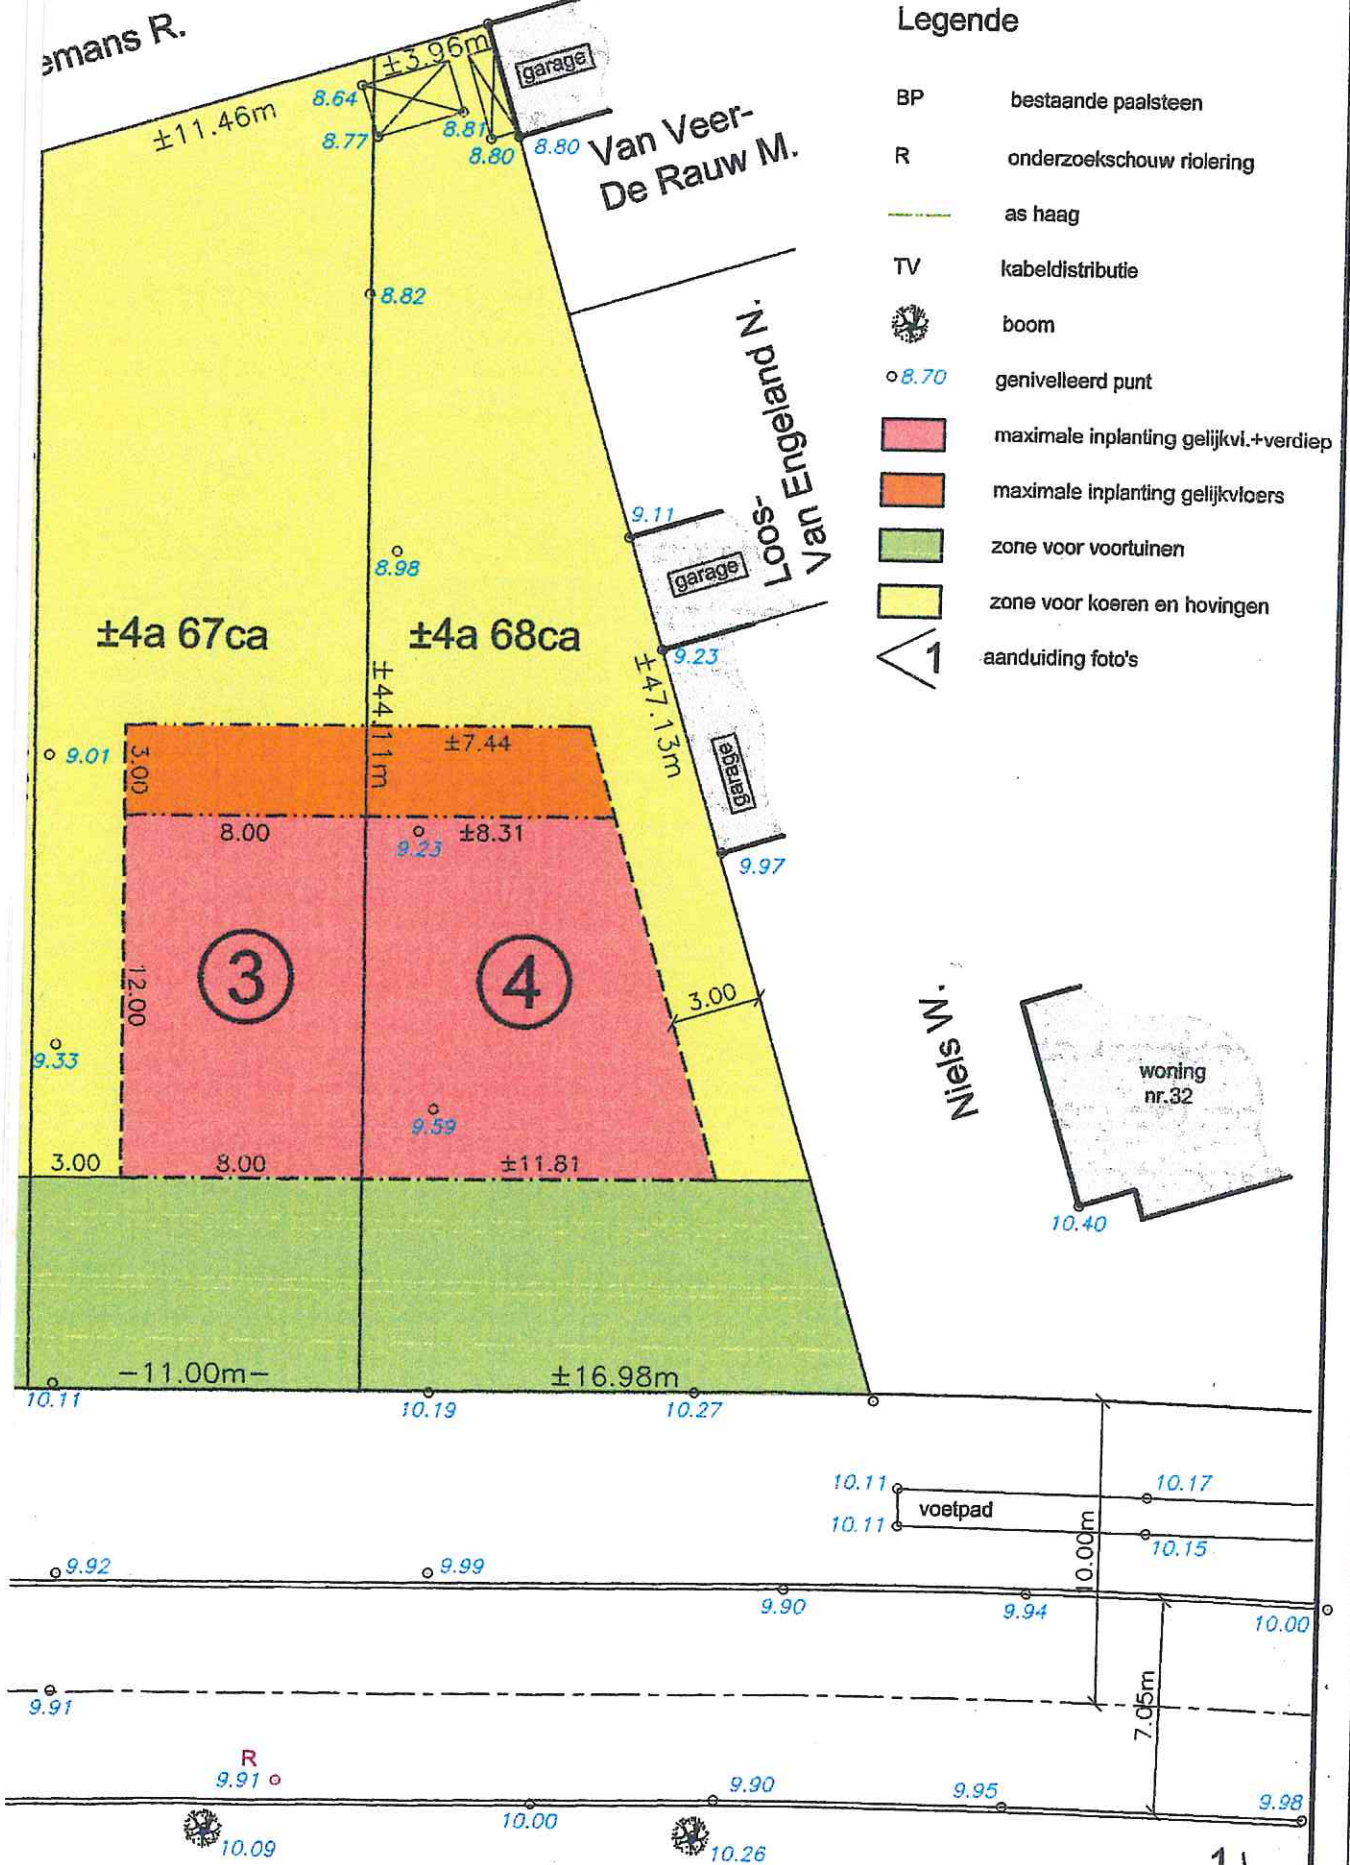 emans R.
±11.46m
±3.96m
garage
8.64
8.77
8.81
8.80
8.80
Van Veer-
De Rauw M.
8.82
Loos-
Van Engeland N.
9.11
garage
8.98
±4a 67ca
±4a 68ca
9.23
±44.11m
±47.13m
garage
9.01
3.00
±7.44
8.00
9.23
±8.31
9.97
3
4
12.00
3.00
Niels W.
9.33
woning
nr.32
9.59
3.00
8.00
±11.81
10.40
-11.00m-
±16.98m
10.11
10.19
10.27
10.11
10.17
voetpad
10.11
10.15
10.00m
9.92
9.99
9.90
9.94
10.00
9.91
7.05m
R
9.91
9.90
9.95
9.98
10.00
10.09
10.26
Legende
BP bestaande paalsteen
R onderzoekschouw riolering
as haag
TV kabeldistributie
boom
8.70 genivelleerd punt
maximale inplanting gelijkvl.+verdiep
maximale inplanting gelijkvloers
zone voor voortuinen
zone voor koeren en hovingen
1 aanduiding foto's